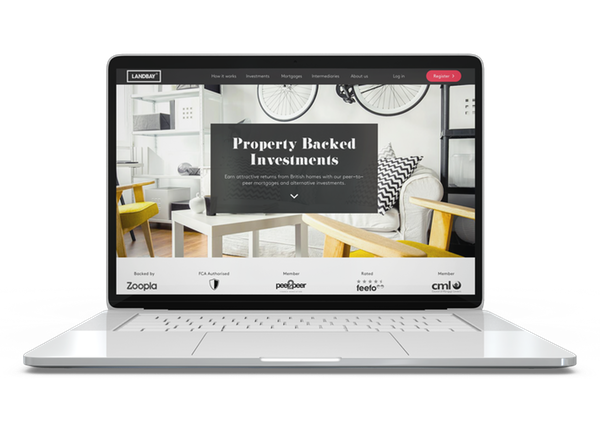 LANDBAY
How it works Investments Mortgages Intermediaries About us Log in Register
Property Backed
Investments
Earn attractive returns from British homes with our peer-to-
peer mortgages and alternative investments.
Backed by FCA Authorised Member Rated Member
Zoopla peer2peer feefo cml